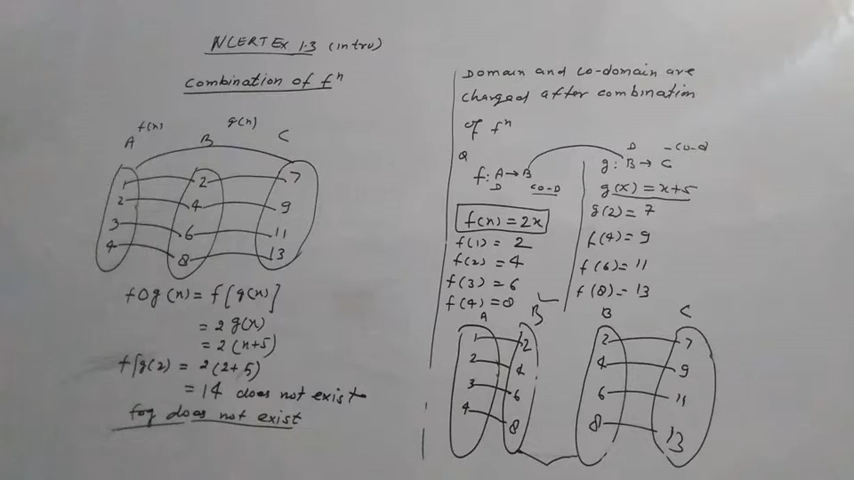 NCERT Ex 1.3 (intro)
Combination of fⁿ
f(x) g(x)
A B C
1 2 7
2 4 9
3 6 11
4 8 13
fog(x) = f[g(x)]
= 2g(x)
= 2(x+5)
f[g(2) = 2(2+5)
= 14 does not exist
fog does not exist
Domain and co-domain are
charged after combination
of fⁿ
Q
f: A→B
D CO-D
f(x) = 2x
f(1) = 2
f(2) = 4
f(3) = 6
f(4) = 8
D -CO-d
g: B→C
g(x) = x+5
g(2) = 7
f(4) = 9
f(6) = 11
f(8) = 13
A B B C
1 2 2 7
2 4 4 9
3 6 6 11
4 8 8 13